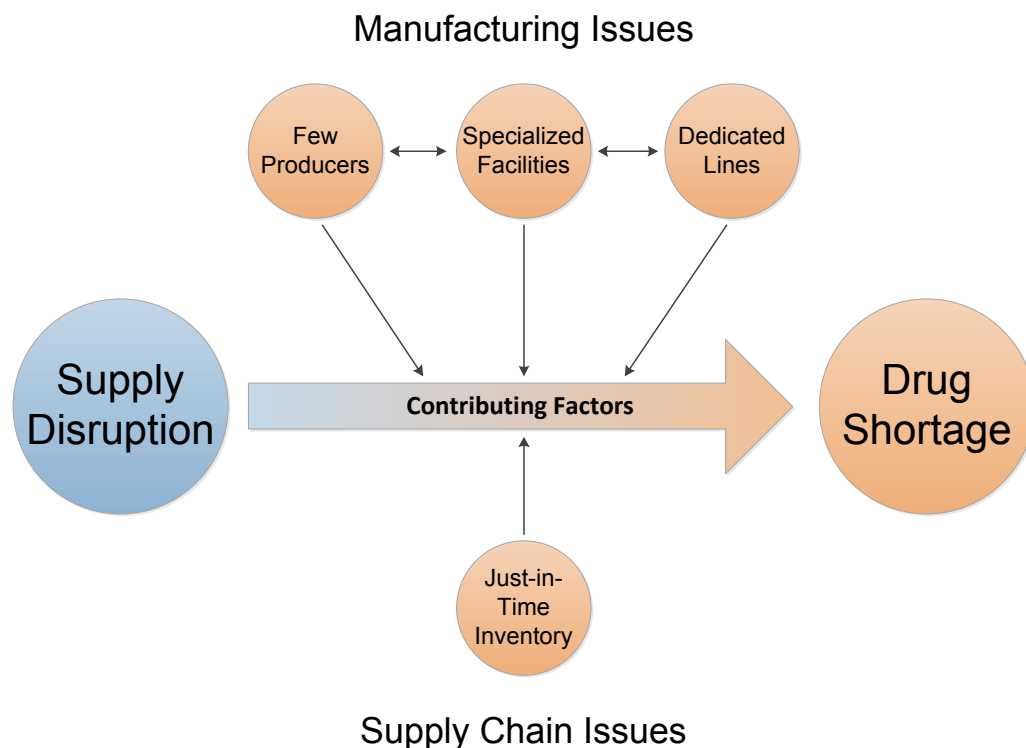 Manufacturing Issues
Few
Producers
Specialized
Facilities
Dedicated
Lines
Supply
Disruption
Contributing Factors
Drug
Shortage
Just-in-
Time
Inventory
Supply Chain Issues